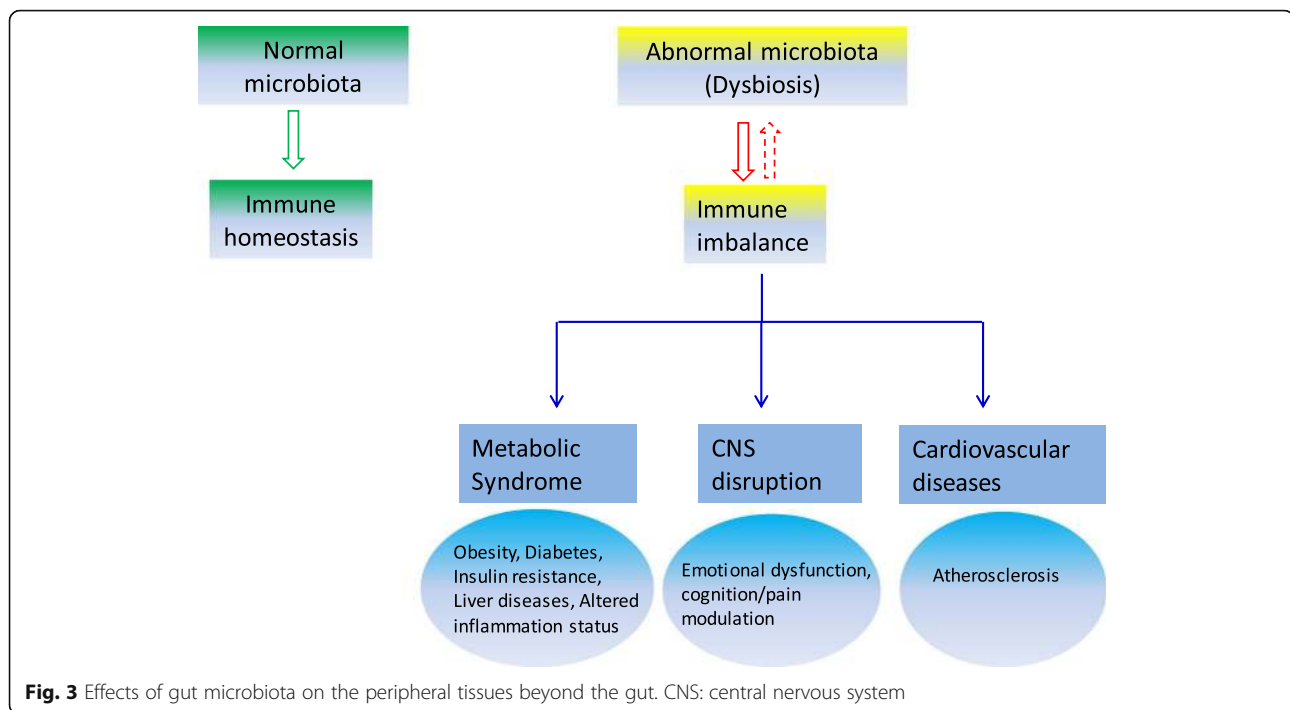 Normal
microbiota
Immune
homeostasis
Abnormal microbiota
(Dysbiosis)
Immune
imbalance
Metabolic
Syndrome
Obesity, Diabetes,
Insulin resistance,
Liver diseases, Altered
inflammation status
CNS
disruption
Emotional dysfunction,
cognition/pain
modulation
Cardiovascular
diseases
Atherosclerosis
Fig. 3 Effects of gut microbiota on the peripheral tissues beyond the gut. CNS: central nervous system